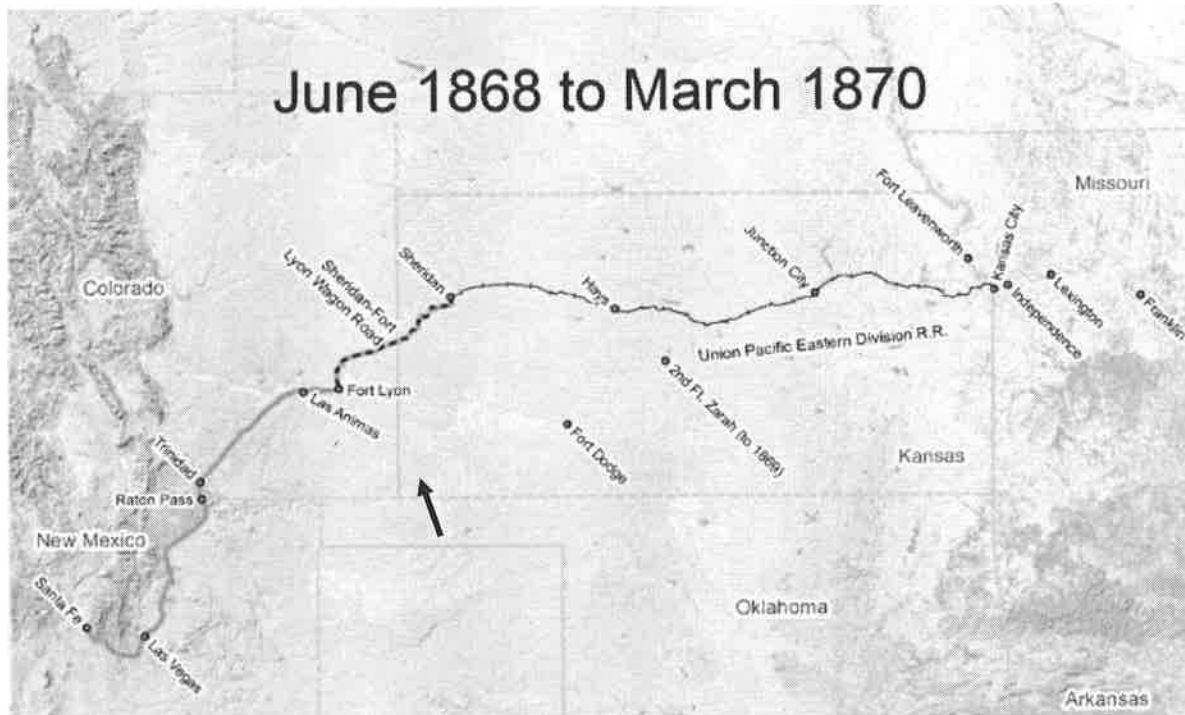 June 1868 to March 1870
Missouri
Fort Leavenworth
Kansas City
Junction City
Independence
Lexington
Franklin
Colorado
Sheridan-Fort
Lyon Wagon Road
Sheridan
Hays
Union Pacific Eastern Division R.R.
2nd Ft. Zarah (to 1869)
Fort Lyon
Las Animas
Fort Dodge
Kansas
Trinidad
Raton Pass
New Mexico
Santa Fe
Las Vegas
Oklahoma
Arkansas